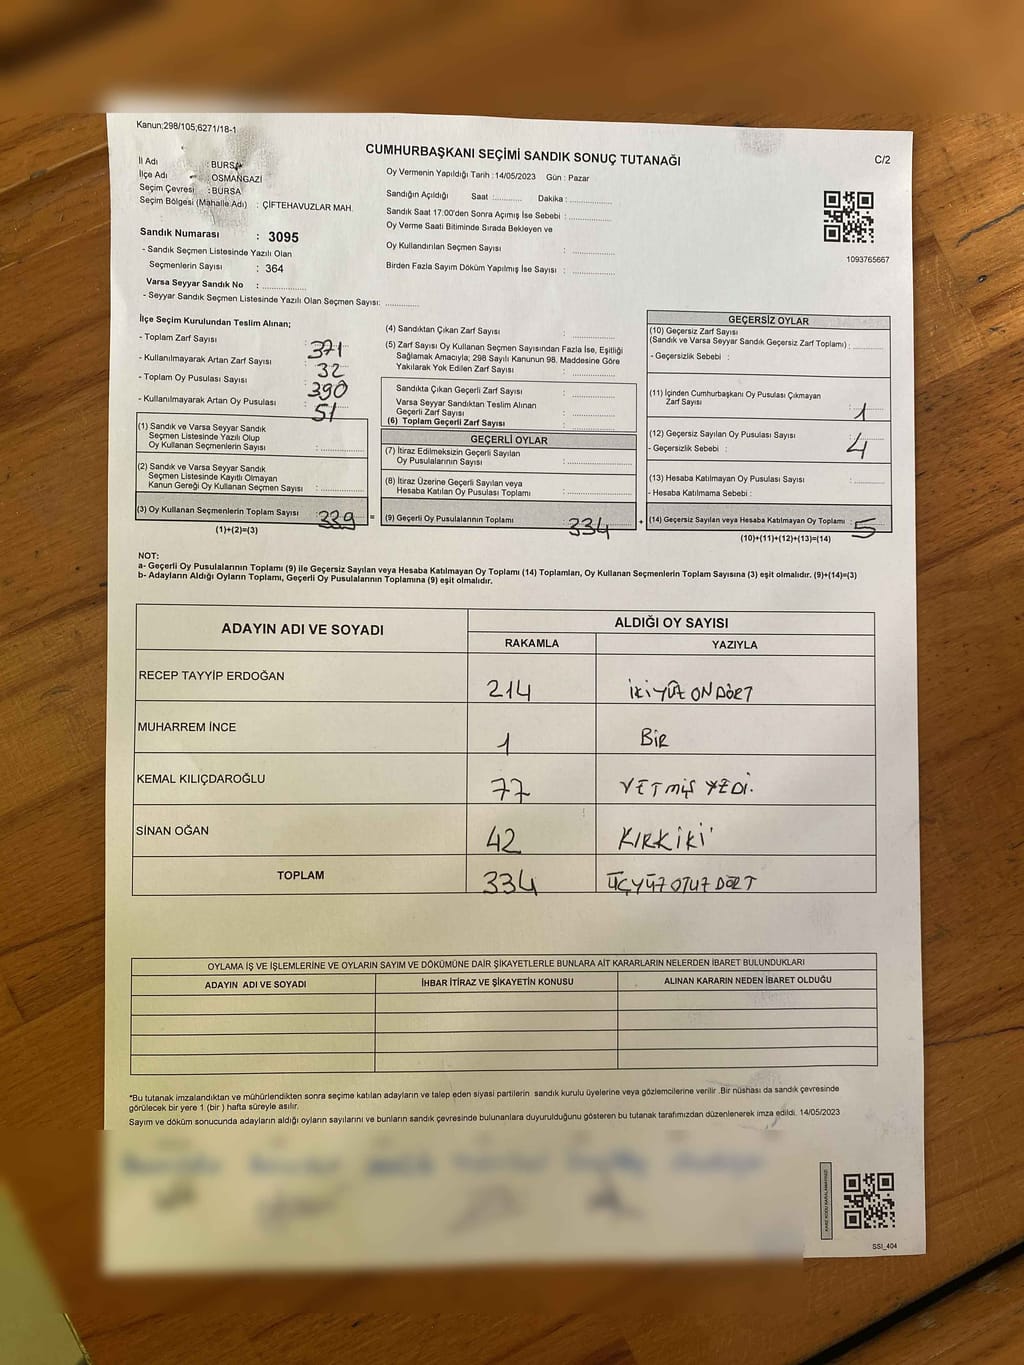 Kanun;298/105,6271/18-1
CUMHURBAŞKANI SEÇİMİ SANDIK SONUÇ TUTANAĞI
C/2
İl Adı : BURSA
İlçe Adı : OSMANGAZİ
Seçim Çevresi : BURSA
Seçim Bölgesi (Mahalle Adı) : ÇİFTEHAVUZLAR MAH.
Sandık Numarası : 3095
- Sandık Seçmen Listesinde Yazılı Olan
Seçmenlerin Sayısı : 364
Varsa Seyyar Sandık No : ..............
- Seyyar Sandık Seçmen Listesinde Yazılı Olan Seçmen Sayısı: ...........
Oy Vermenin Yapıldığı Tarih : 14/05/2023 Gün : Pazar
Sandığın Açıldığı Saat :........... Dakika : ..............
Sandık Saat 17:00'den Sonra Açımış İse Sebebi : ..............
Oy Verme Saati Bitiminde Sırada Bekleyen ve
Oy Kullandırılan Seçmen Sayısı : ..............
Birden Fazla Sayım Döküm Yapılmış İse Sayısı : ..............
1093765667
İlçe Seçim Kurulundan Teslim Alınan;
- Toplam Zarf Sayısı : 371
- Kullanılmayarak Artan Zarf Sayısı : 32
- Toplam Oy Pusulası Sayısı : 390
- Kullanılmayarak Artan Oy Pusulası : 51
(1) Sandık ve Varsa Seyyar Sandık
Seçmen Listesinde Yazılı Olup
Oy Kullanan Seçmenlerin Sayısı : ..............
(2) Sandık ve Varsa Seyyar Sandık
Seçmen Listesinde Kayıtlı Olmayan
Kanun Gereği Oy Kullanan Seçmen Sayısı : ..............
(3) Oy Kullanan Seçmenlerin Toplam Sayısı : 339 =
(1)+(2)=(3)
(4) Sandıktan Çıkan Zarf Sayısı : ..............
(5) Zarf Sayısı Oy Kullanan Seçmen Sayısından Fazla İse, Eşitliği
Sağlamak Amacıyla; 298 Sayılı Kanunun 98. Maddesine Göre
Yakılarak Yok Edilen Zarf Sayısı : ..............
Sandıkta Çıkan Geçerli Zarf Sayısı : ..............
Varsa Seyyar Sandıktan Teslim Alınan
Geçerli Zarf Sayısı : ..............
(6) Toplam Geçerli Zarf Sayısı : ..............
GEÇERLİ OYLAR
(7) İtiraz Edilmeksizin Geçerli Sayılan
Oy Pusulalarının Sayısı : ..............
(8) İtiraz Üzerine Geçerli Sayılan veya
Hesaba Katılan Oy Pusulası Toplamı : ..............
(9) Geçerli Oy Pusulalarının Toplamı 334 +
GEÇERSİZ OYLAR
(10) Geçersiz Zarf Sayısı
(Sandık ve Varsa Seyyar Sandık Geçersiz Zarf Toplamı) : ..........
- Geçersizlik Sebebi :
(11) İçinden Cumhurbaşkanı Oy Pusulası Çıkmayan
Zarf Sayısı : 1
(12) Geçersiz Sayılan Oy Pusulası Sayısı : 4
- Geçersizlik Sebebi :
(13) Hesaba Katılmayan Oy Pusulası Sayısı : ..........
- Hesaba Katılmama Sebebi :
(14) Geçersiz Sayılan veya Hesaba Katılmayan Oy Toplamı : 5
(10)+(11)+(12)+(13)=(14)
NOT:
a- Geçerli Oy Pusulalarının Toplamı (9) ile Geçersiz Sayılan veya Hesaba Katılmayan Oy Toplamı (14) Toplamları, Oy Kullanan Seçmenlerin Toplam Sayısına (3) eşit olmalıdır. (9)+(14)=(3)
b- Adayların Aldığı Oyların Toplamı, Geçerli Oy Pusulalarının Toplamına (9) eşit olmalıdır.
ADAYIN ADI VE SOYADI ALDIĞI OY SAYISI
RAKAMLA YAZIYLA
RECEP TAYYİP ERDOĞAN 214 İKİYÜZ ONDÖRT
MUHARREM İNCE 1 BİR
KEMAL KILIÇDAROĞLU 77 YETMİŞ YEDİ.
SİNAN OĞAN 42 KIRKİKİ
TOPLAM 334 ÜÇYÜZ OTUZ DÖRT
OYLAMA İŞ VE İŞLEMLERİNE VE OYLARIN SAYIM VE DÖKÜMÜNE DAİR ŞİKAYETLERLE BUNLARA AİT KARARLARIN NELERDEN İBARET BULUNDUKLARI
ADAYIN ADI VE SOYADI İHBAR İTİRAZ VE ŞİKAYETİN KONUSU ALINAN KARARIN NEDEN İBARET OLDUĞU
*Bu tutanak imzalandıktan ve mühürlendikten sonra seçime katılan adayların ve talep eden siyasi partilerin sandık kurulu üyelerine veya gözlemcilerine verilir .Bir nüshası da sandık çevresinde
görülecek bir yere 1 (bir ) hafta süreyle asılır.
Sayım ve döküm sonucunda adayların aldığı oyların sayılarını ve bunların sandık çevresinde bulunanlara duyurulduğunu gösteren bu tutanak tarafımızdan düzenlenerek imza edildi. 14/05/2023
SSI_404